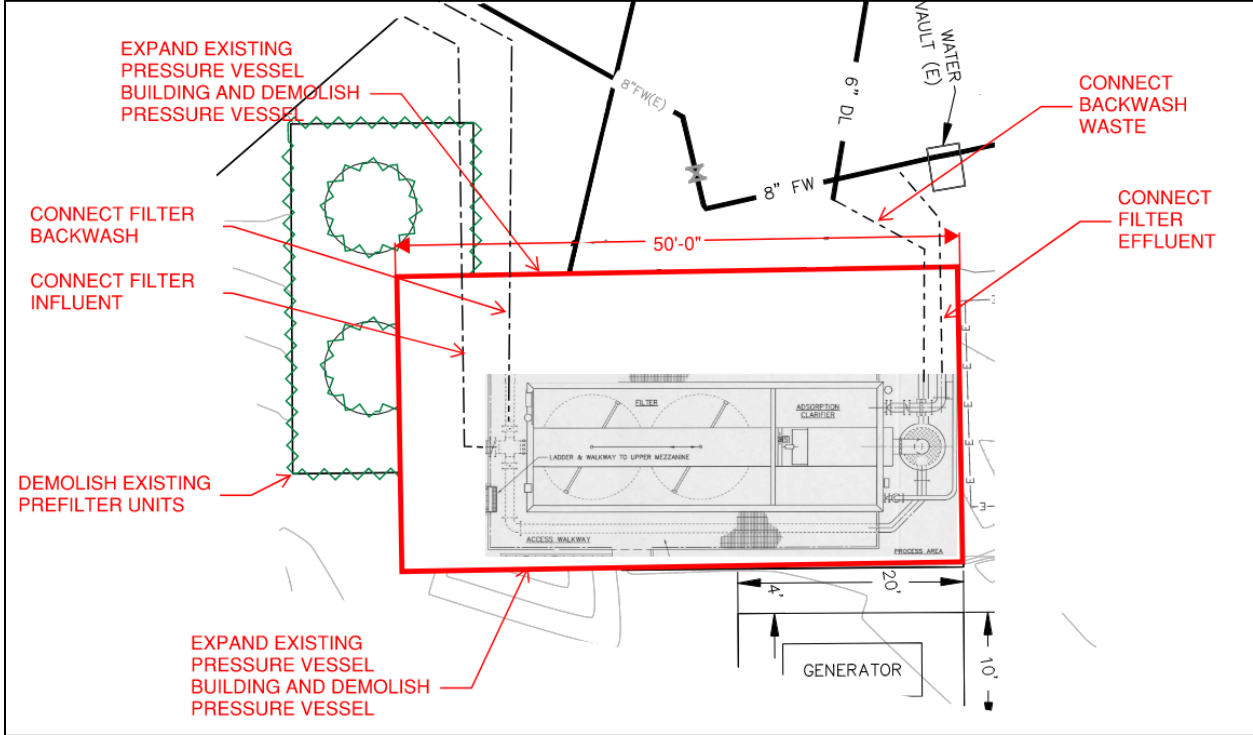 EXPAND EXISTING
PRESSURE VESSEL
BUILDING AND DEMOLISH
PRESSURE VESSEL
8"FW(E)
6" DL
WATER
VAULT (E)
CONNECT
BACKWASH
WASTE
8" FW
CONNECT
FILTER
EFFLUENT
CONNECT FILTER
BACKWASH
50'-0"
CONNECT FILTER
INFLUENT
FILTER
ADSORPTION
CLARIFIER
LADDER & WALKWAY TO UPPER MEZZANINE
DEMOLISH EXISTING
PREFILTER UNITS
ACCESS WALKWAY
PROCESS AREA
E
E
E
E
E
E
20'
4'
EXPAND EXISTING
PRESSURE VESSEL
BUILDING AND DEMOLISH
PRESSURE VESSEL
GENERATOR
10'